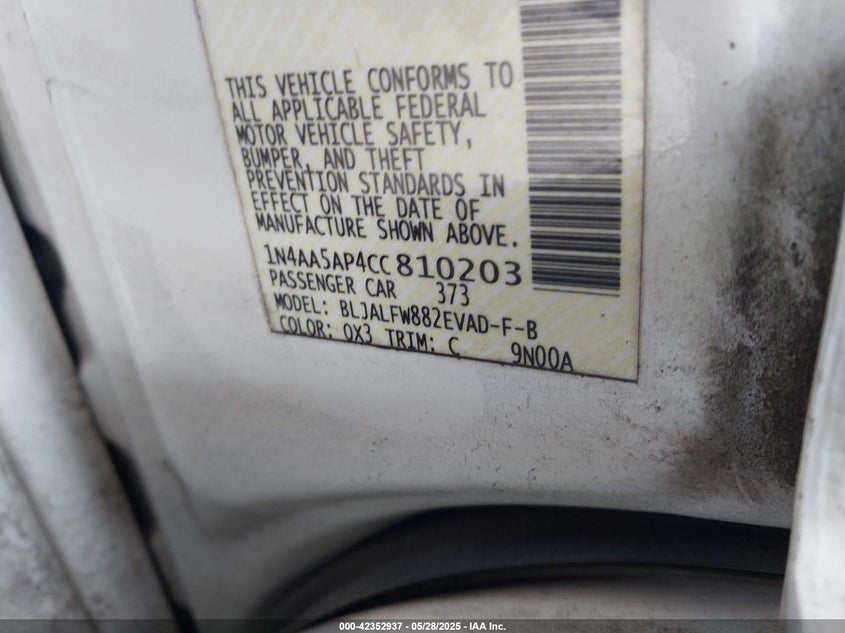 THIS VEHICLE CONFORMS TO
ALL APPLICABLE FEDERAL
MOTOR VEHICLE SAFETY,
BUMPER, AND THEFT
PREVENTION STANDARDS IN
EFFECT ON THE DATE OF
MANUFACTURE SHOWN ABOVE.
1N4AA5AP4CC810203
PASSENGER CAR 373
MODEL: BLJALFW882EVAD-F-B
COLOR: QX3 TRIM: C 9N00A
000-42352937 - 05/28/2025 - IAA Inc.